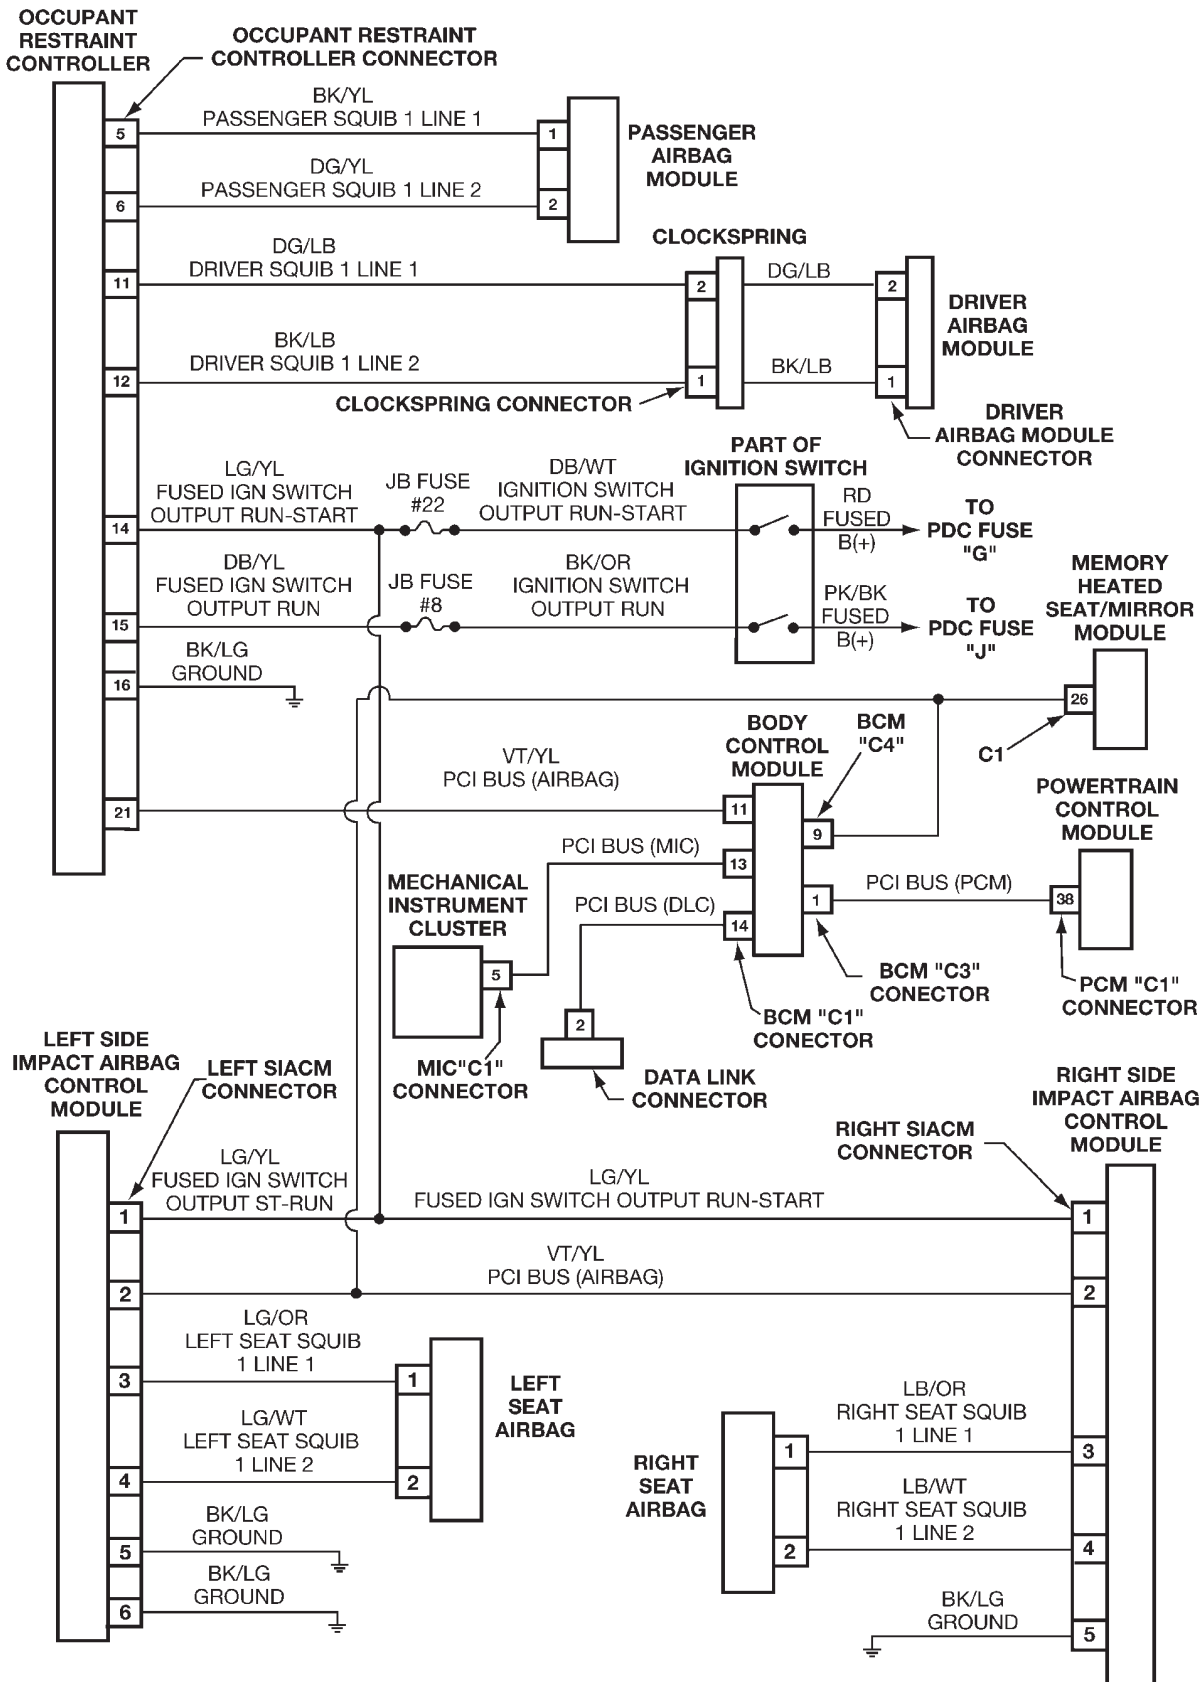 OCCUPANT
RESTRAINT
CONTROLLER
OCCUPANT RESTRAINT
CONTROLLER CONNECTOR
BK/YL
PASSENGER SQUIB 1 LINE 1
5
1
PASSENGER
AIRBAG
MODULE
DG/YL
PASSENGER SQUIB 1 LINE 2
6
2
CLOCKSPRING
DG/LB
DRIVER SQUIB 1 LINE 1
11
2
DG/LB
2
DRIVER
AIRBAG
MODULE
BK/LB
DRIVER SQUIB 1 LINE 2
12
1
BK/LB
1
CLOCKSPRING CONNECTOR
DRIVER
AIRBAG MODULE
CONNECTOR
PART OF
IGNITION SWITCH
LG/YL
FUSED IGN SWITCH
OUTPUT RUN-START
14
JB FUSE
#22
DB/WT
IGNITION SWITCH
OUTPUT RUN-START
RD
FUSED
B(+)
TO
PDC FUSE
"G"
DB/YL
FUSED IGN SWITCH
OUTPUT RUN
15
JB FUSE
#8
BK/OR
IGNITION SWITCH
OUTPUT RUN
PK/BK
FUSED
B(+)
TO
PDC FUSE
"J"
MEMORY
HEATED
SEAT/MIRROR
MODULE
BK/LG
GROUND
16
26
C1
BODY
CONTROL
MODULE
BCM
"C4"
VT/YL
PCI BUS (AIRBAG)
21
11
9
POWERTRAIN
CONTROL
MODULE
PCI BUS (MIC)
13
MECHANICAL
INSTRUMENT
CLUSTER
PCI BUS (DLC)
14
1
PCI BUS (PCM)
38
5
BCM "C3"
CONECTOR
PCM "C1"
CONNECTOR
BCM "C1"
CONECTOR
2
MIC"C1"
CONNECTOR
DATA LINK
CONNECTOR
LEFT SIDE
IMPACT AIRBAG
CONTROL
MODULE
LEFT SIACM
CONNECTOR
RIGHT SIDE
IMPACT AIRBAG
CONTROL
MODULE
RIGHT SIACM
CONNECTOR
LG/YL
FUSED IGN SWITCH
OUTPUT ST-RUN
1
LG/YL
FUSED IGN SWITCH OUTPUT RUN-START
1
VT/YL
PCI BUS (AIRBAG)
2
2
LG/OR
LEFT SEAT SQUIB
1 LINE 1
3
1
LEFT
SEAT
AIRBAG
LG/WT
LEFT SEAT SQUIB
1 LINE 2
4
2
LB/OR
RIGHT SEAT SQUIB
1 LINE 1
1
3
RIGHT
SEAT
AIRBAG
LB/WT
RIGHT SEAT SQUIB
1 LINE 2
2
4
BK/LG
GROUND
5
BK/LG
GROUND
6
BK/LG
GROUND
5